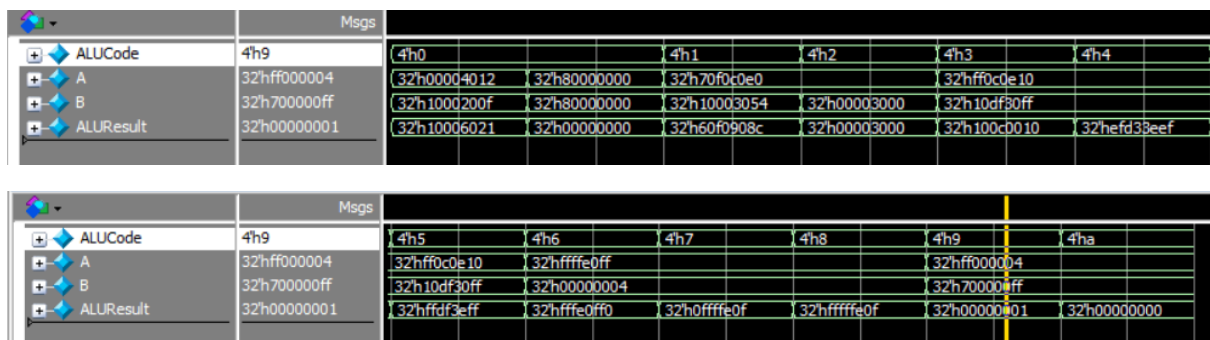 Msgs
ALUCode 4'h9 4'h0 4'h1 4'h2 4'h3 4'h4
A 32'hff000004 32'h00004012 32'h80000000 32'h70f0c0e0 32'hff0c0e10
B 32'h700000ff 32'h1000200f 32'h80000000 32'h10003054 32'h00003000 32'h10df30ff
ALUResult 32'h00000001 32'h10006021 32'h00000000 32'h60f0908c 32'h00003000 32'h100c0010 32'hefd33eef
Msgs
ALUCode 4'h9 4'h5 4'h6 4'h7 4'h8 4'h9 4'ha
A 32'hff000004 32'hff0c0e10 32'hffffe0ff 32'hff000004
B 32'h700000ff 32'h10df30ff 32'h00000004 32'h700000ff
ALUResult 32'h00000001 32'hffdf3eff 32'hfffe0ff0 32'h0ffffe0f 32'hfffffe0f 32'h00000001 32'h00000000